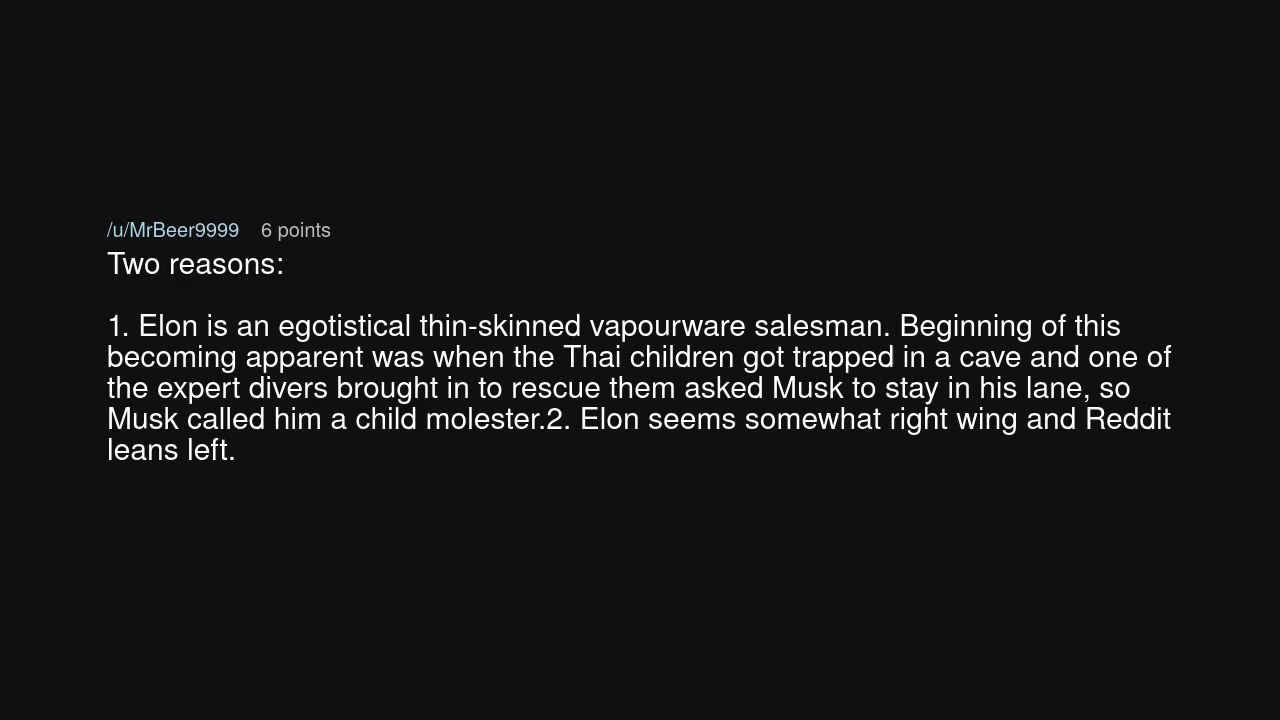 /u/MrBeer9999 6 points
Two reasons:
1. Elon is an egotistical thin-skinned vapourware salesman. Beginning of this
becoming apparent was when the Thai children got trapped in a cave and one of
the expert divers brought in to rescue them asked Musk to stay in his lane, so
Musk called him a child molester.2. Elon seems somewhat right wing and Reddit
leans left.